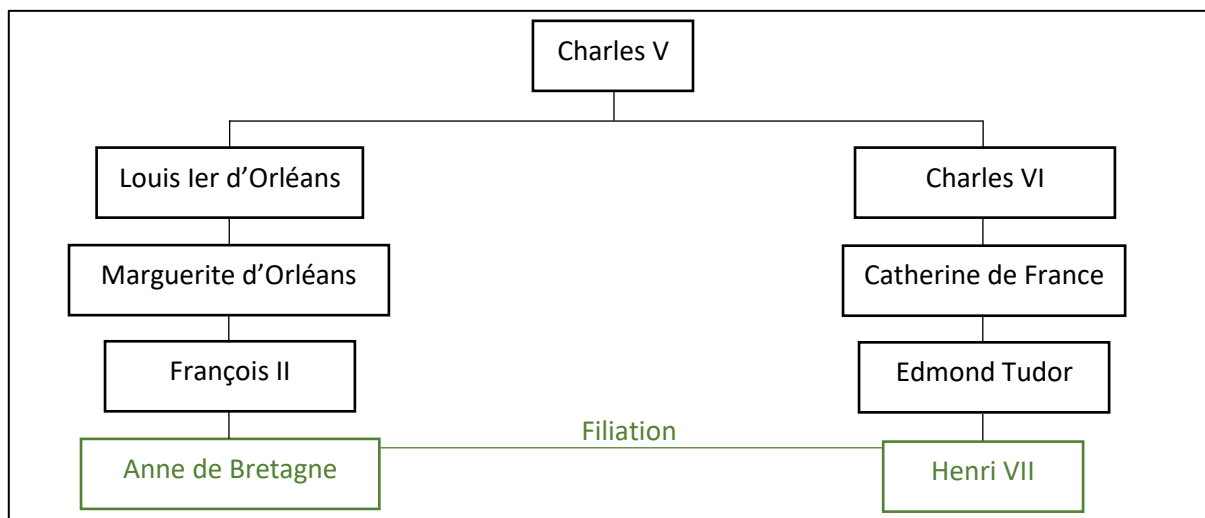 Charles V
Louis Ier d’Orléans
Charles VI
Marguerite d’Orléans
Catherine de France
François II
Edmond Tudor
Filiation
Anne de Bretagne
Henri VII